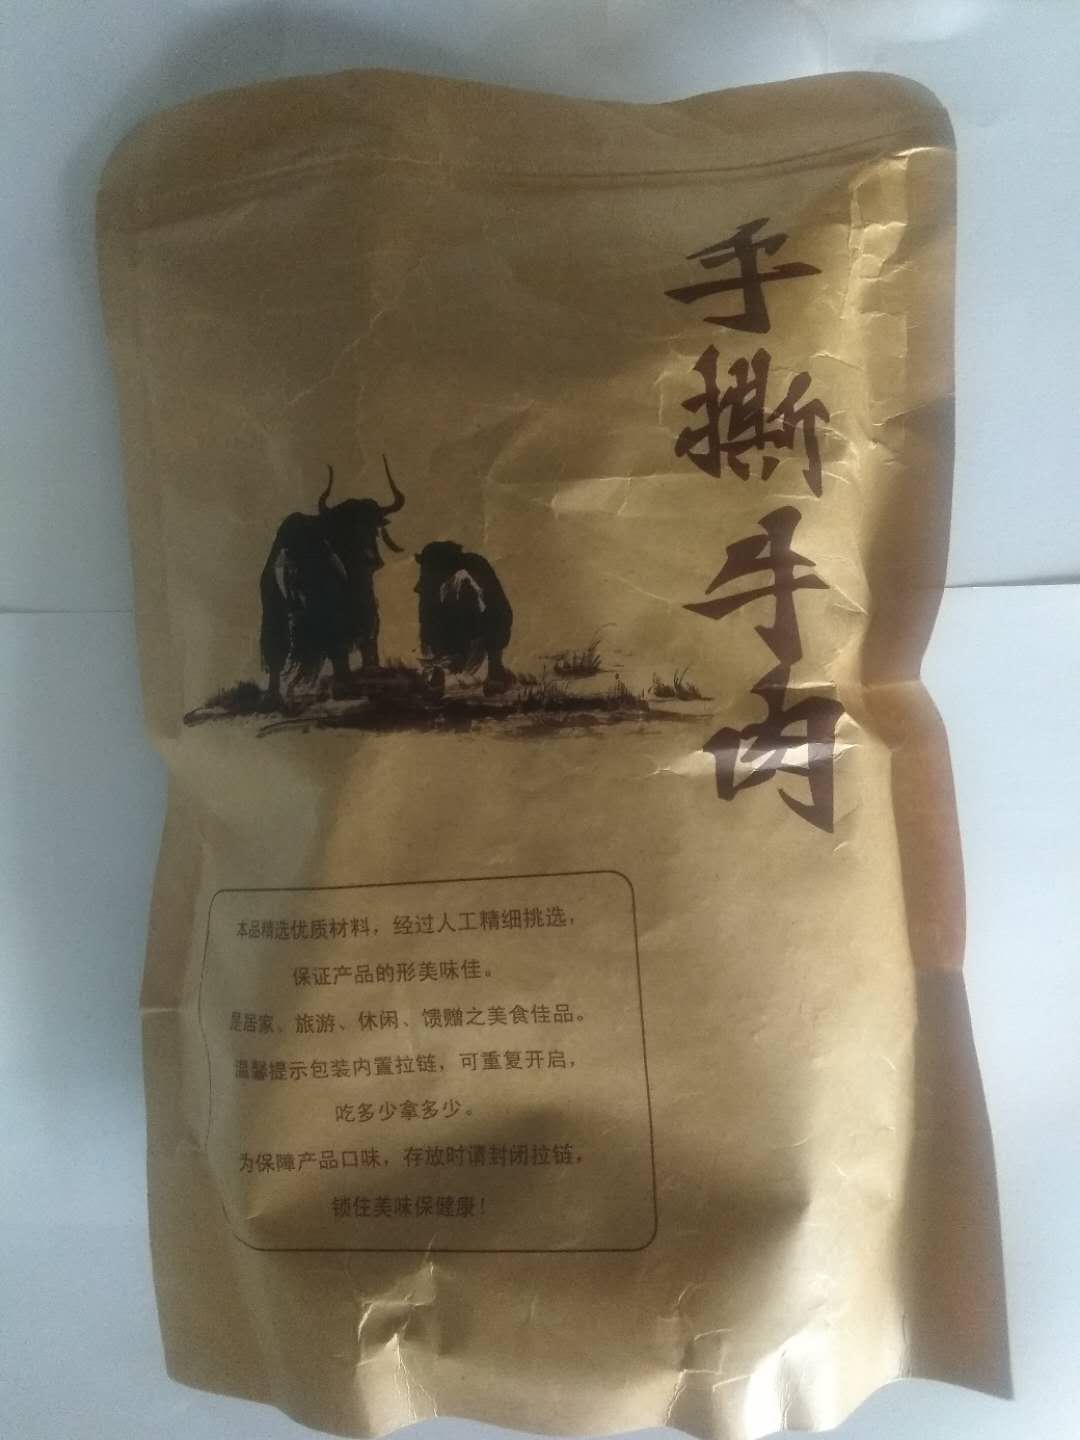 手撕牛肉
本品精选优质材料，经过人工精细挑选，
保证产品的形美味佳。
是居家、旅游、休闲、馈赠之美食佳品。
温馨提示包装内置拉链，可重复开启，
吃多少拿多少。
为保障产品口味，存放时请封闭拉链，
锁住美味保健康！